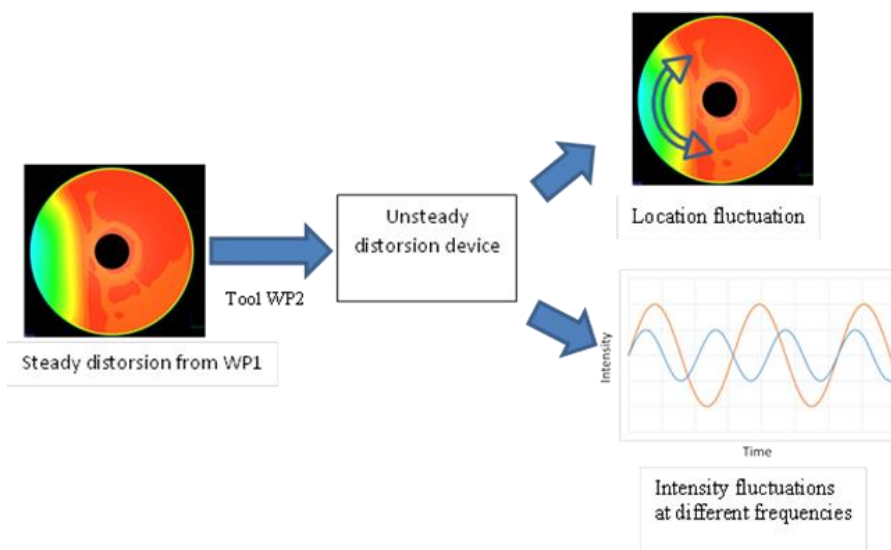 Steady distorsion from WP1
Tool WP2
Unsteady
distorsion device
Location fluctuation
Intensity
Time
Intensity fluctuations
at different frequencies